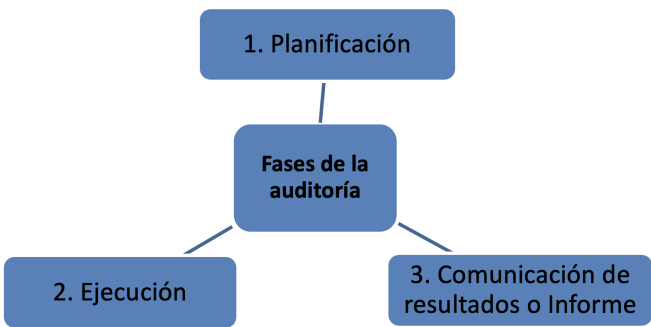 1. Planificación
Fases de la
auditoría
2. Ejecución
3. Comunicación de
resultados o Informe